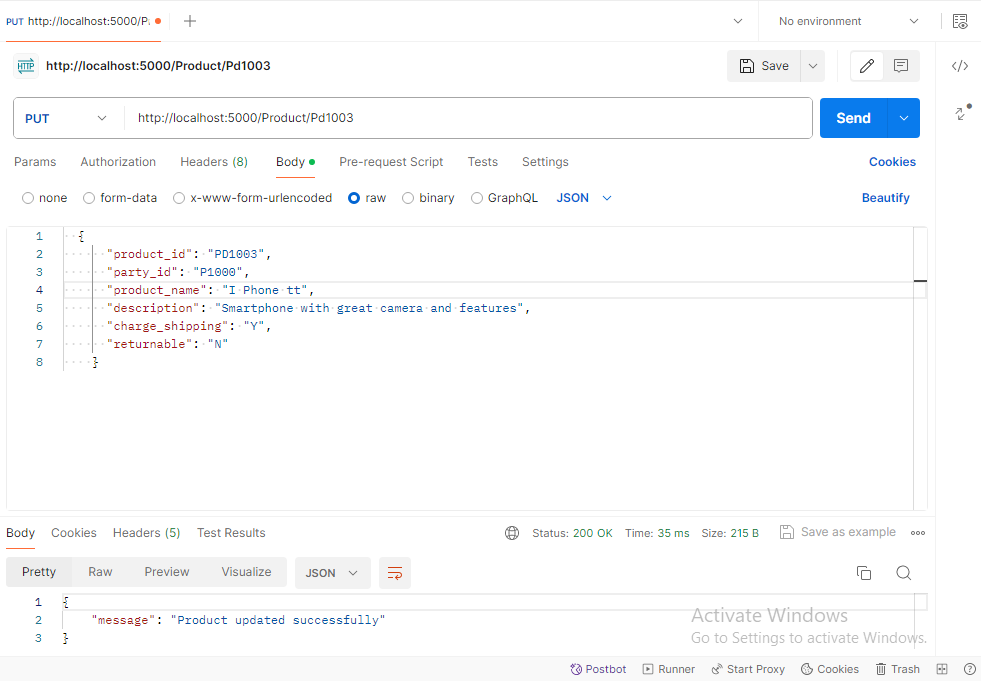 PUT http://localhost:5000/P No environment
HTTP http://localhost:5000/Product/Pd1003 Save
PUT http://localhost:5000/Product/Pd1003 Send
Params Authorization Headers (8) Body Pre-request Script Tests Settings Cookies
none form-data x-www-form-urlencoded raw binary GraphQL JSON Beautify
1 {
2 "product_id": "PD1003",
3 "party_id": "P1000",
4 "product_name": "I Phone tt",
5 "description": "Smartphone with great camera and features",
6 "charge_shipping": "Y",
7 "returnable": "N"
8 }
Body Cookies Headers (5) Test Results Status: 200 OK Time: 35 ms Size: 215 B Save as example
Pretty Raw Preview Visualize JSON
1 {
2 "message": "Product updated successfully"
3 }
Activate Windows
Go to Settings to activate Windows.
Postbot Runner Start Proxy Cookies Trash